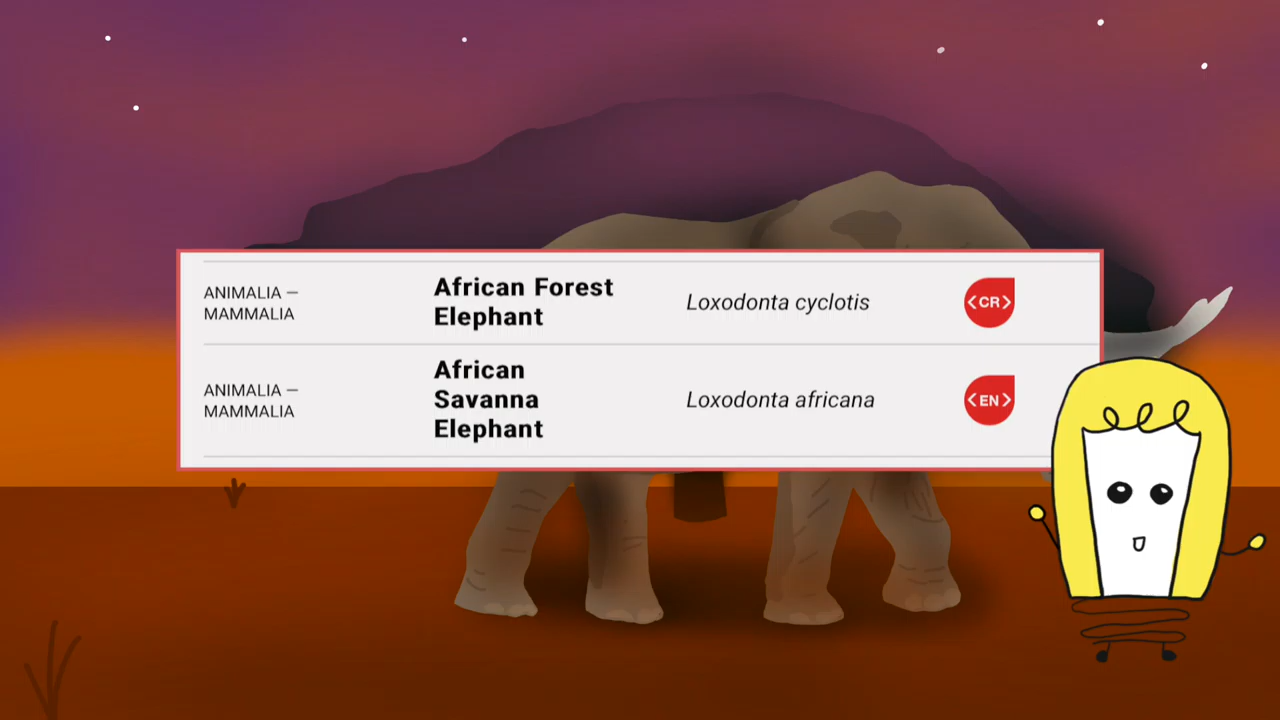 ANIMALIA —
MAMMALIA
African Forest
Elephant
Loxodonta cyclotis
<CR>
ANIMALIA —
MAMMALIA
African
Savanna
Elephant
Loxodonta africana
<EN>